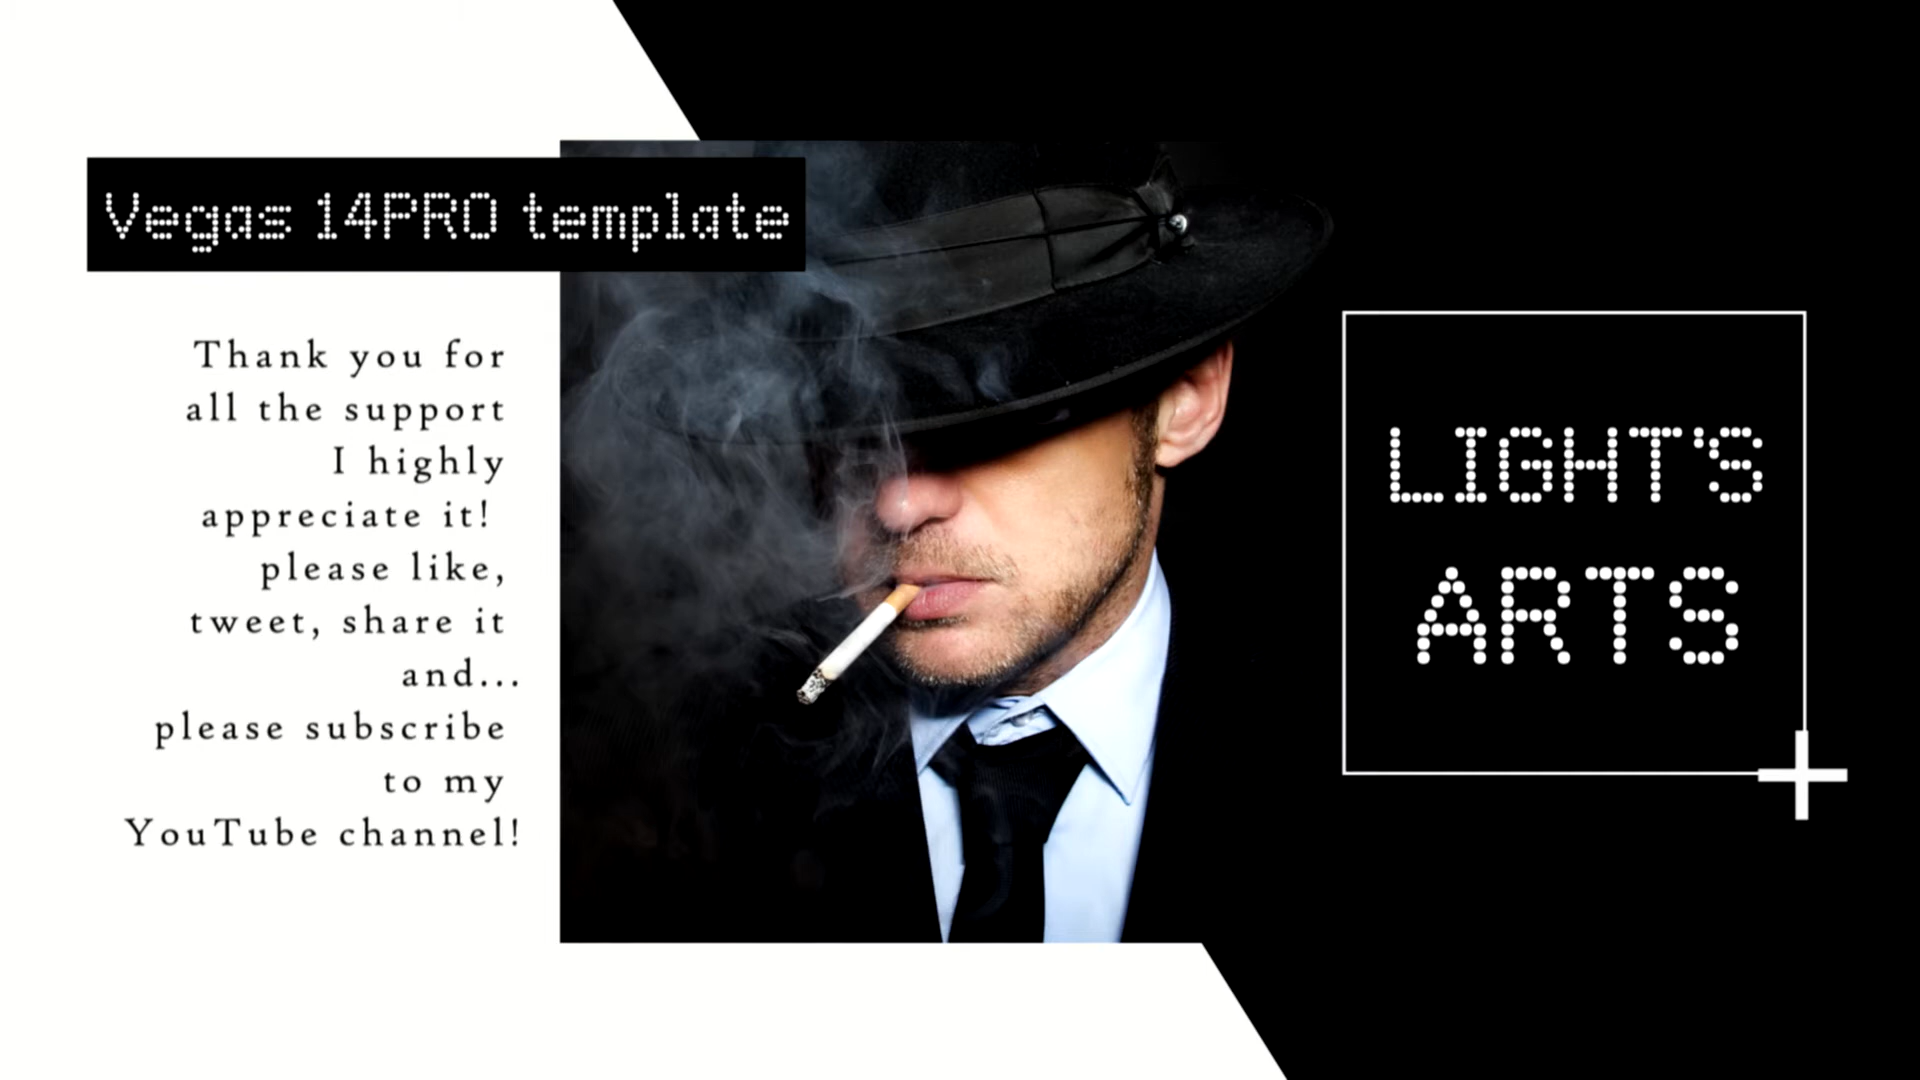 Vegas 14PRO template
Thank you for
all the support
I highly
appreciate it!
please like,
tweet, share it
and...
please subscribe
to my
YouTube channel!
LIGHT'S
ARTS